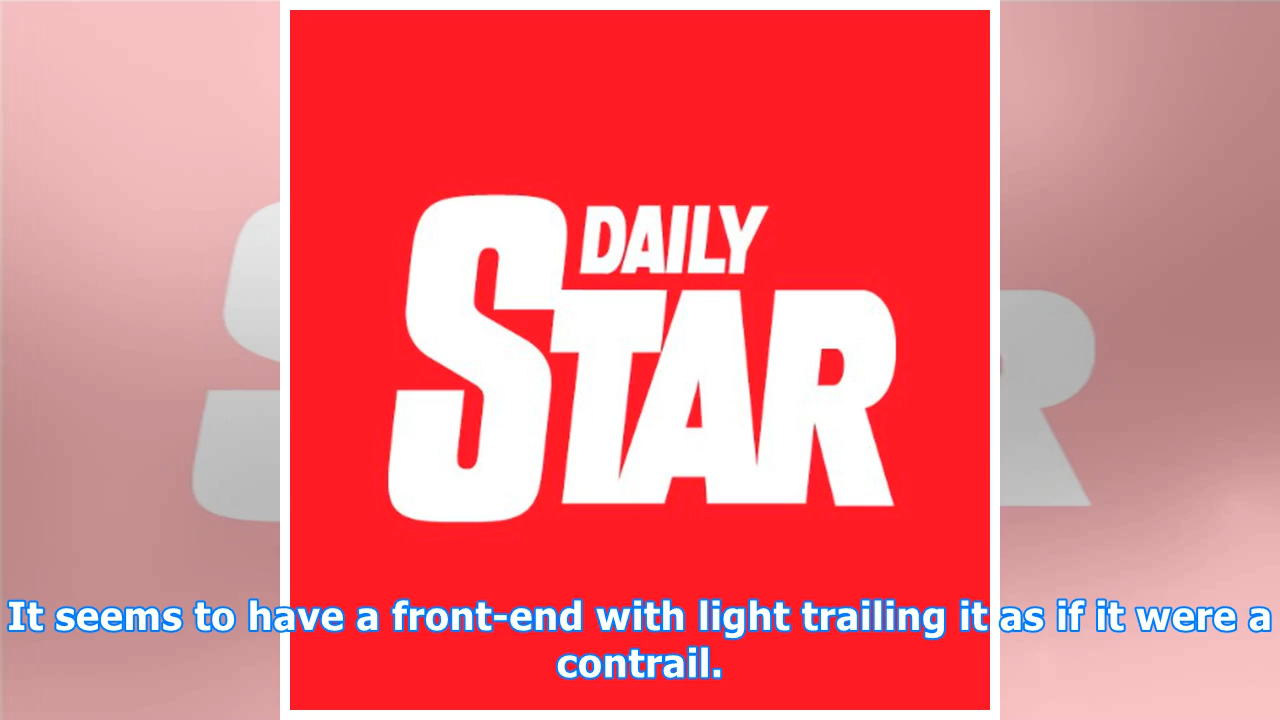 DAILY
STAR
It seems to have a front-end with light trailing it as if it were a
contrail.